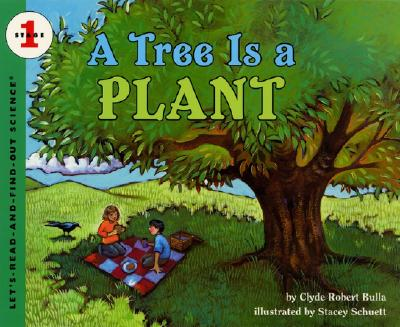 STAGE 1
A Tree Is a
PLANT
LET'S-READ-AND-FIND-OUT SCIENCE®
by Clyde Robert Bulla
illustrated by Stacey Schuett